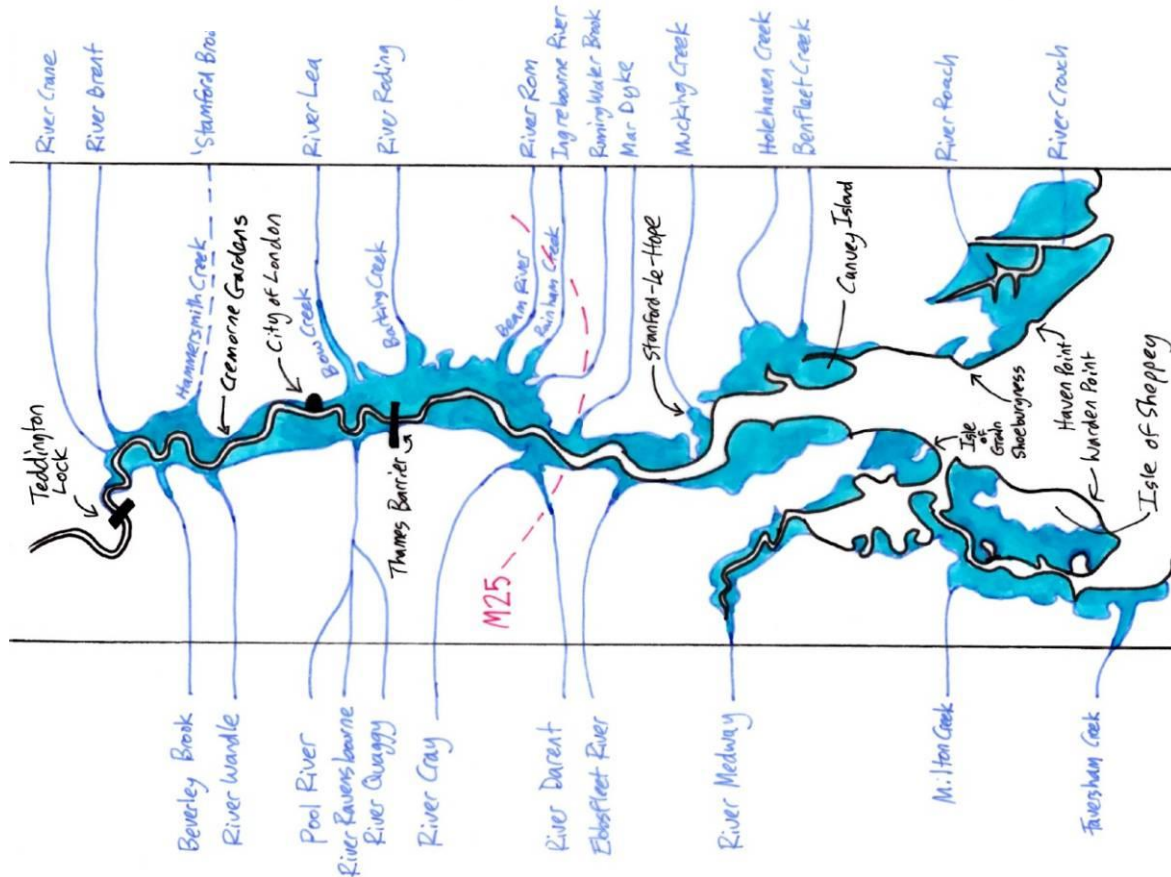 River Crane
River Brent
'Stamford Broo
River Lea
River Roding
River Rom
Ingrebourne River
Runing Water Brook
Mar Dyke
Mucking Creek
Holehaven Creek
Benfleet Creek
River Roach
River Crouch
Hammersmith Creek
Cremorne Gardens
City of London
Bow Creek
Barking Creek
Beam River
Rainham Creek
Stanford-Le-Hope
Canvey Island
Teddington
Lock
Thames Barrier
M25
Isle
of
Grain
Shoeburyness
Haven Point
Warden Point
Isle of Sheppey
Beverley Brook
River Wandle
Pool River
River Ravensbourne
River Quaggy
River Cray
River Darent
Ebbsfleet River
River Medway
Milton Creek
Faversham Creek